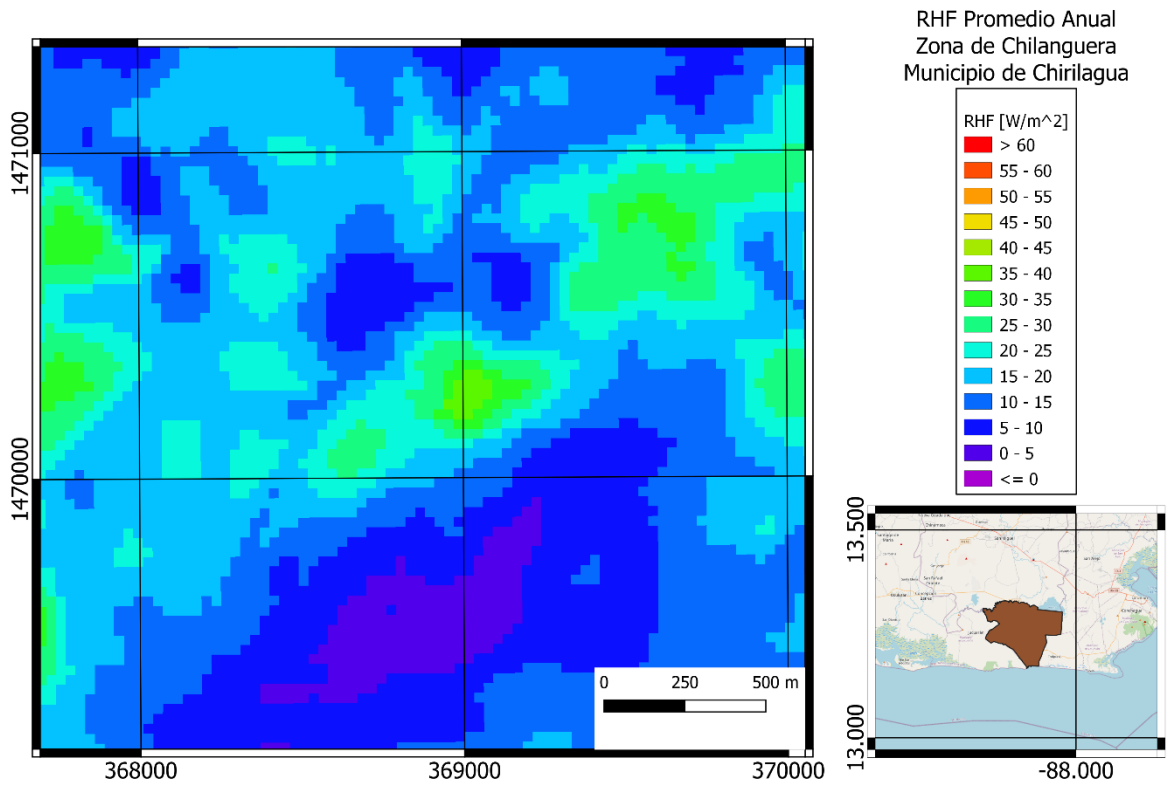 RHF Promedio Anual
Zona de Chilanguera
Municipio de Chirilagua
RHF [W/m^2]
> 60
55 - 60
50 - 55
45 - 50
40 - 45
35 - 40
30 - 35
25 - 30
20 - 25
15 - 20
10 - 15
5 - 10
0 - 5
<= 0
1471000
1470000
368000
369000
370000
0 250 500 m
13.500
13.000
-88.000